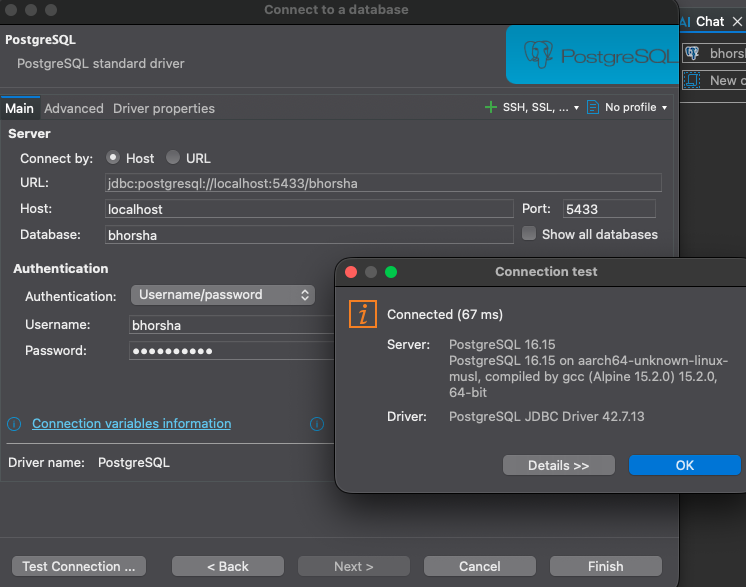 Connect to a database
PostgreSQL
PostgreSQL standard driver
PostgreSQL
AI Chat
Main Advanced Driver properties
SSH, SSL, ... No profile
New
Server
Connect by: Host URL
URL: jdbc:postgresql://localhost:5433/bhorsha
Host: localhost Port: 5433
Database: bhorsha Show all databases
Authentication
Authentication: Username/password
Username: bhorsha
Password: ••••••••••
Connection variables information
Driver name: PostgreSQL
Test Connection ... < Back Next > Cancel Finish
Connection test
Connected (67 ms)
Server: PostgreSQL 16.15
PostgreSQL 16.15 on aarch64-unknown-linux-
musl, compiled by gcc (Alpine 15.2.0) 15.2.0,
64-bit
Driver: PostgreSQL JDBC Driver 42.7.13
Details >> OK